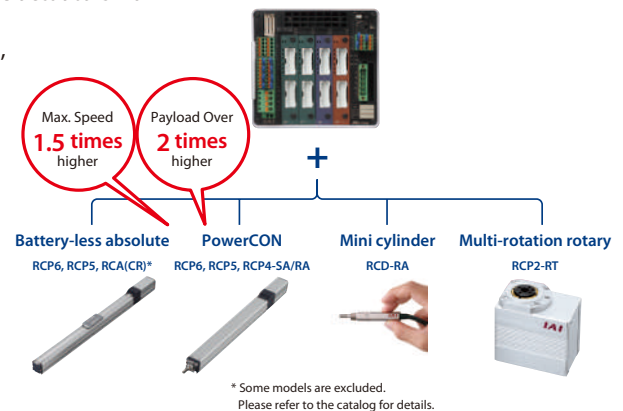 ,
Max. Speed
1.5 times
higher
Payload Over
2 times
higher
+
Battery-less absolute
RCP6, RCP5, RCA(CR)*
PowerCON
RCP6, RCP5, RCP4-SA/RA
Mini cylinder
RCD-RA
Multi-rotation rotary
RCP2-RT
IAI
* Some models are excluded.
Please refer to the catalog for details.